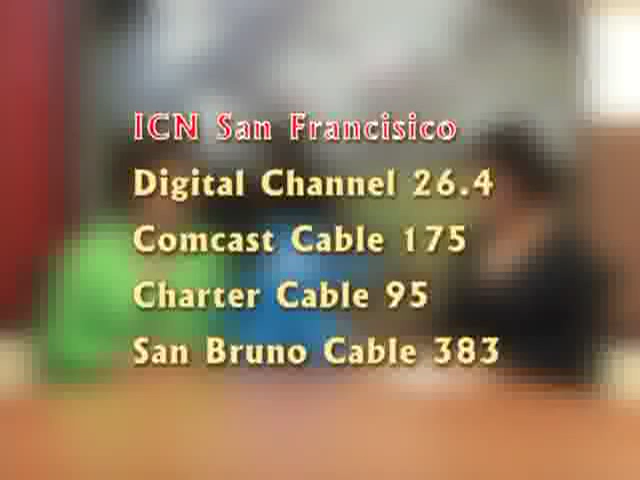 ICN San Francisico
Digital Channel 26.4
Comcast Cable 175
Charter Cable 95
San Bruno Cable 383